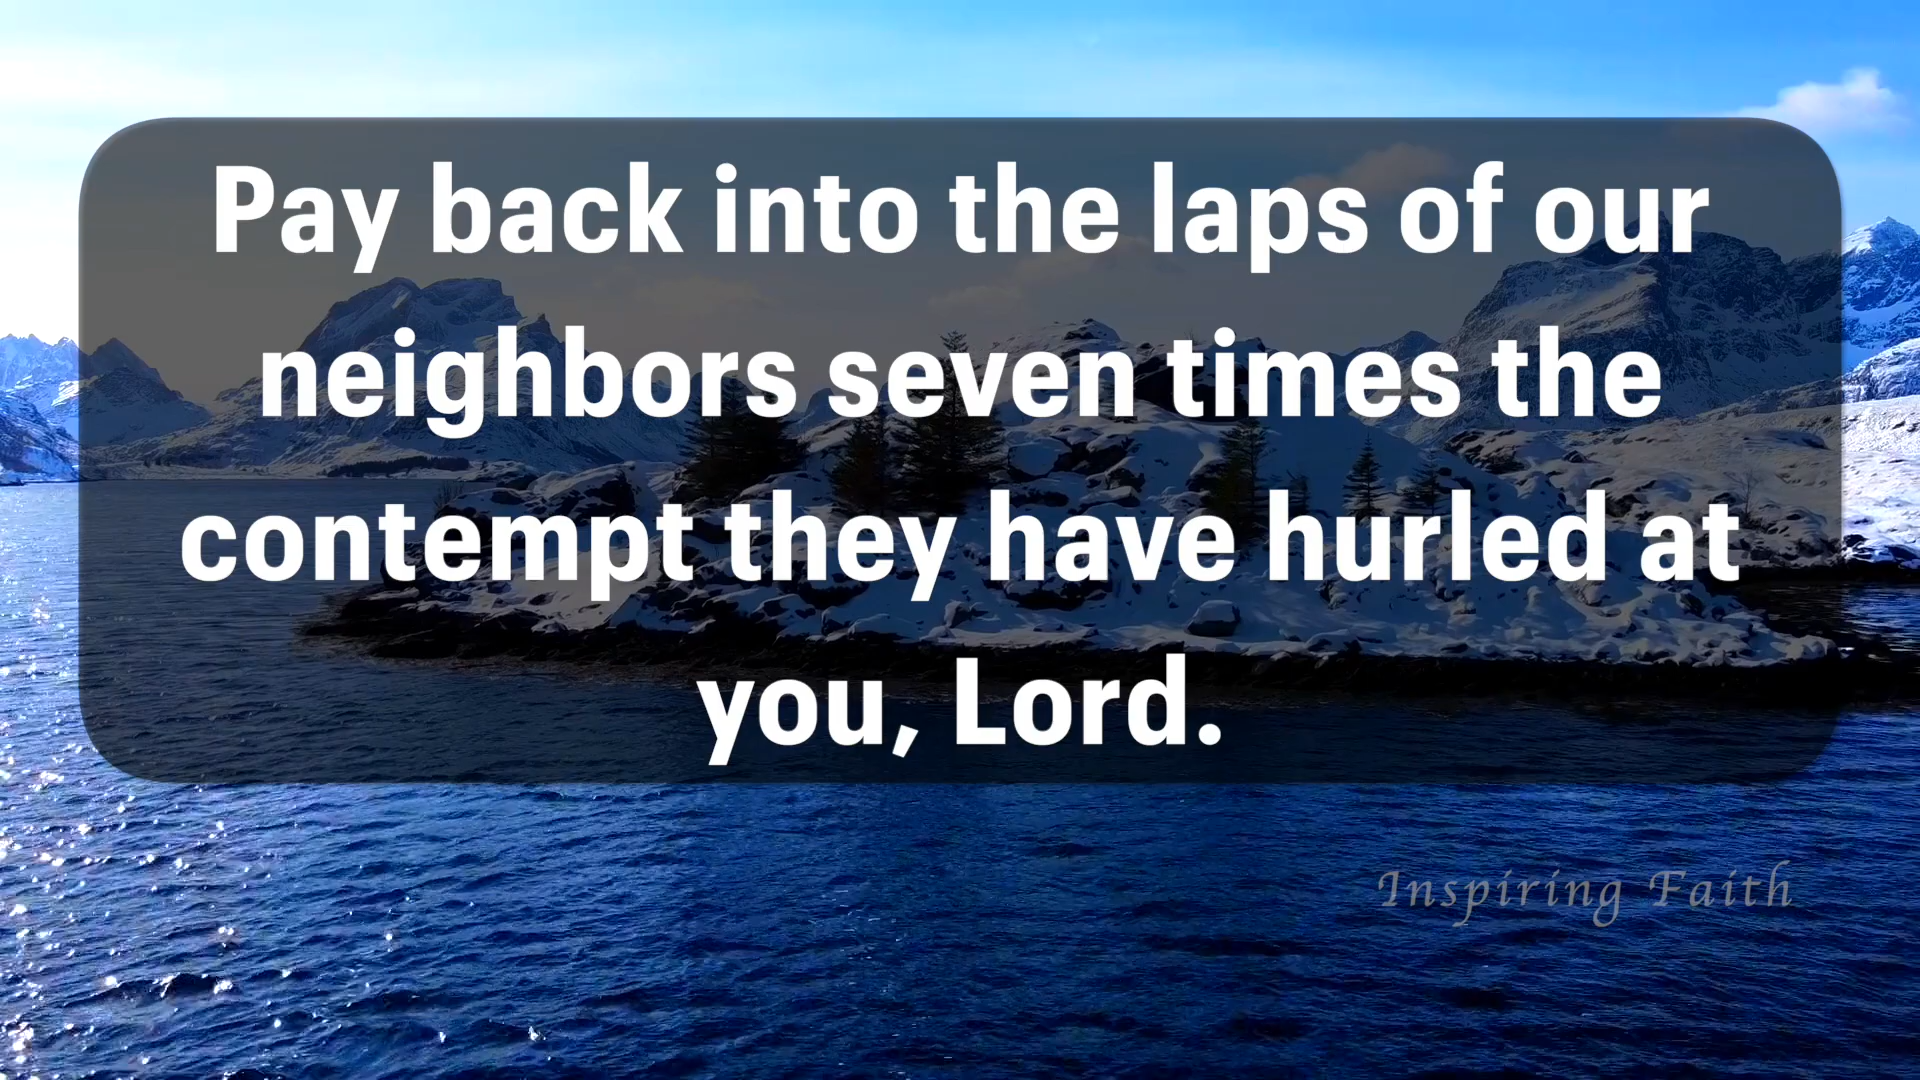 Pay back into the laps of our
neighbors seven times the
contempt they have hurled at
you, Lord.
Inspiring Faith